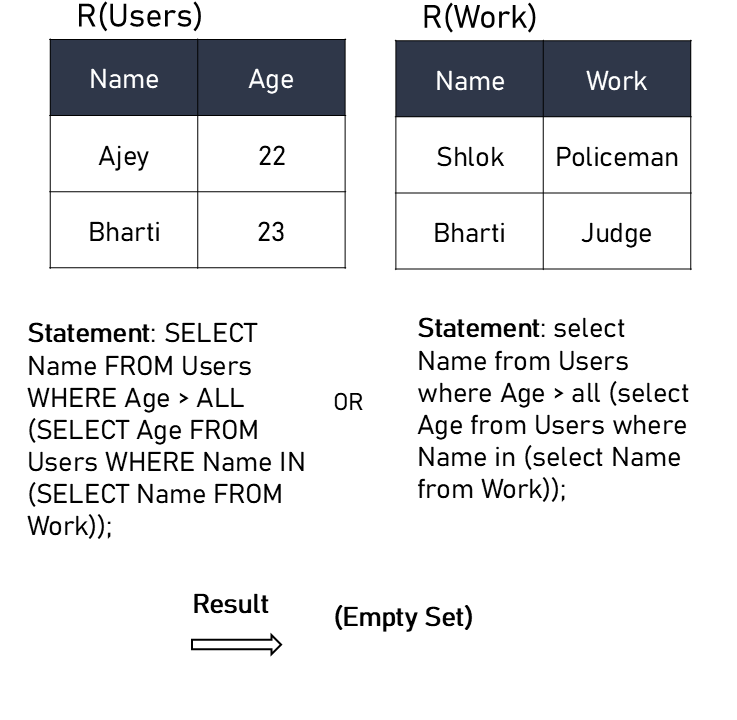 R(Users) R(Work)
Name Age Name Work
Ajey 22 Shlok Policeman
Bharti 23 Bharti Judge
Statement: SELECT
Name FROM Users
WHERE Age > ALL
(SELECT Age FROM
Users WHERE Name IN
(SELECT Name FROM
Work));
OR
Statement: select
Name from Users
where Age > all (select
Age from Users where
Name in (select Name
from Work));
Result
(Empty Set)